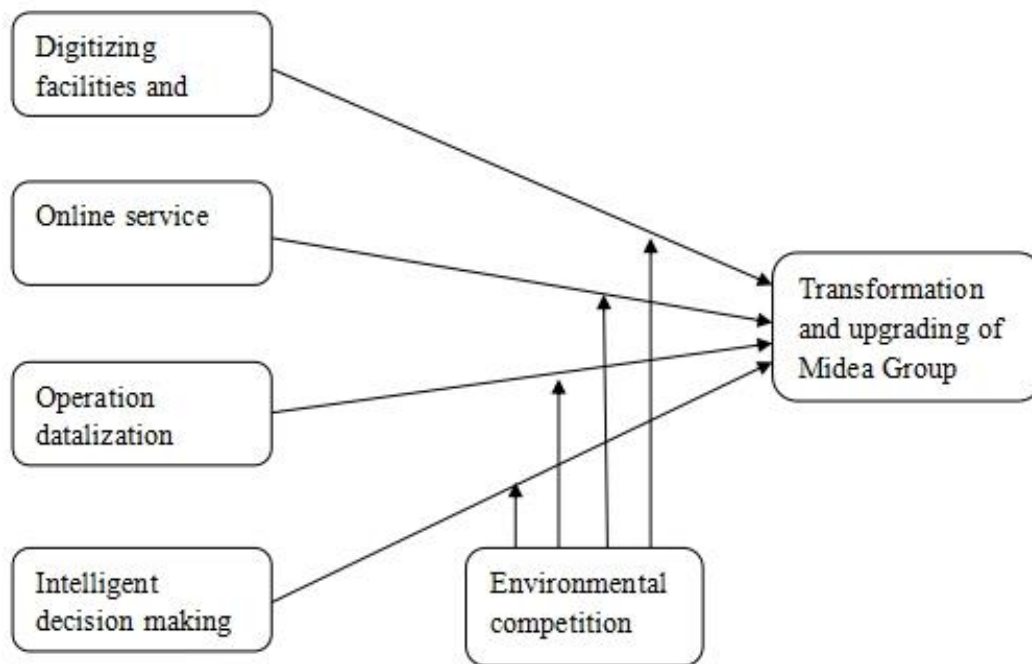 Digitizing
facilities and
Online service
Operation
datalization
Intelligent
decision making
Environmental
competition
Transformation
and upgrading of
Midea Group